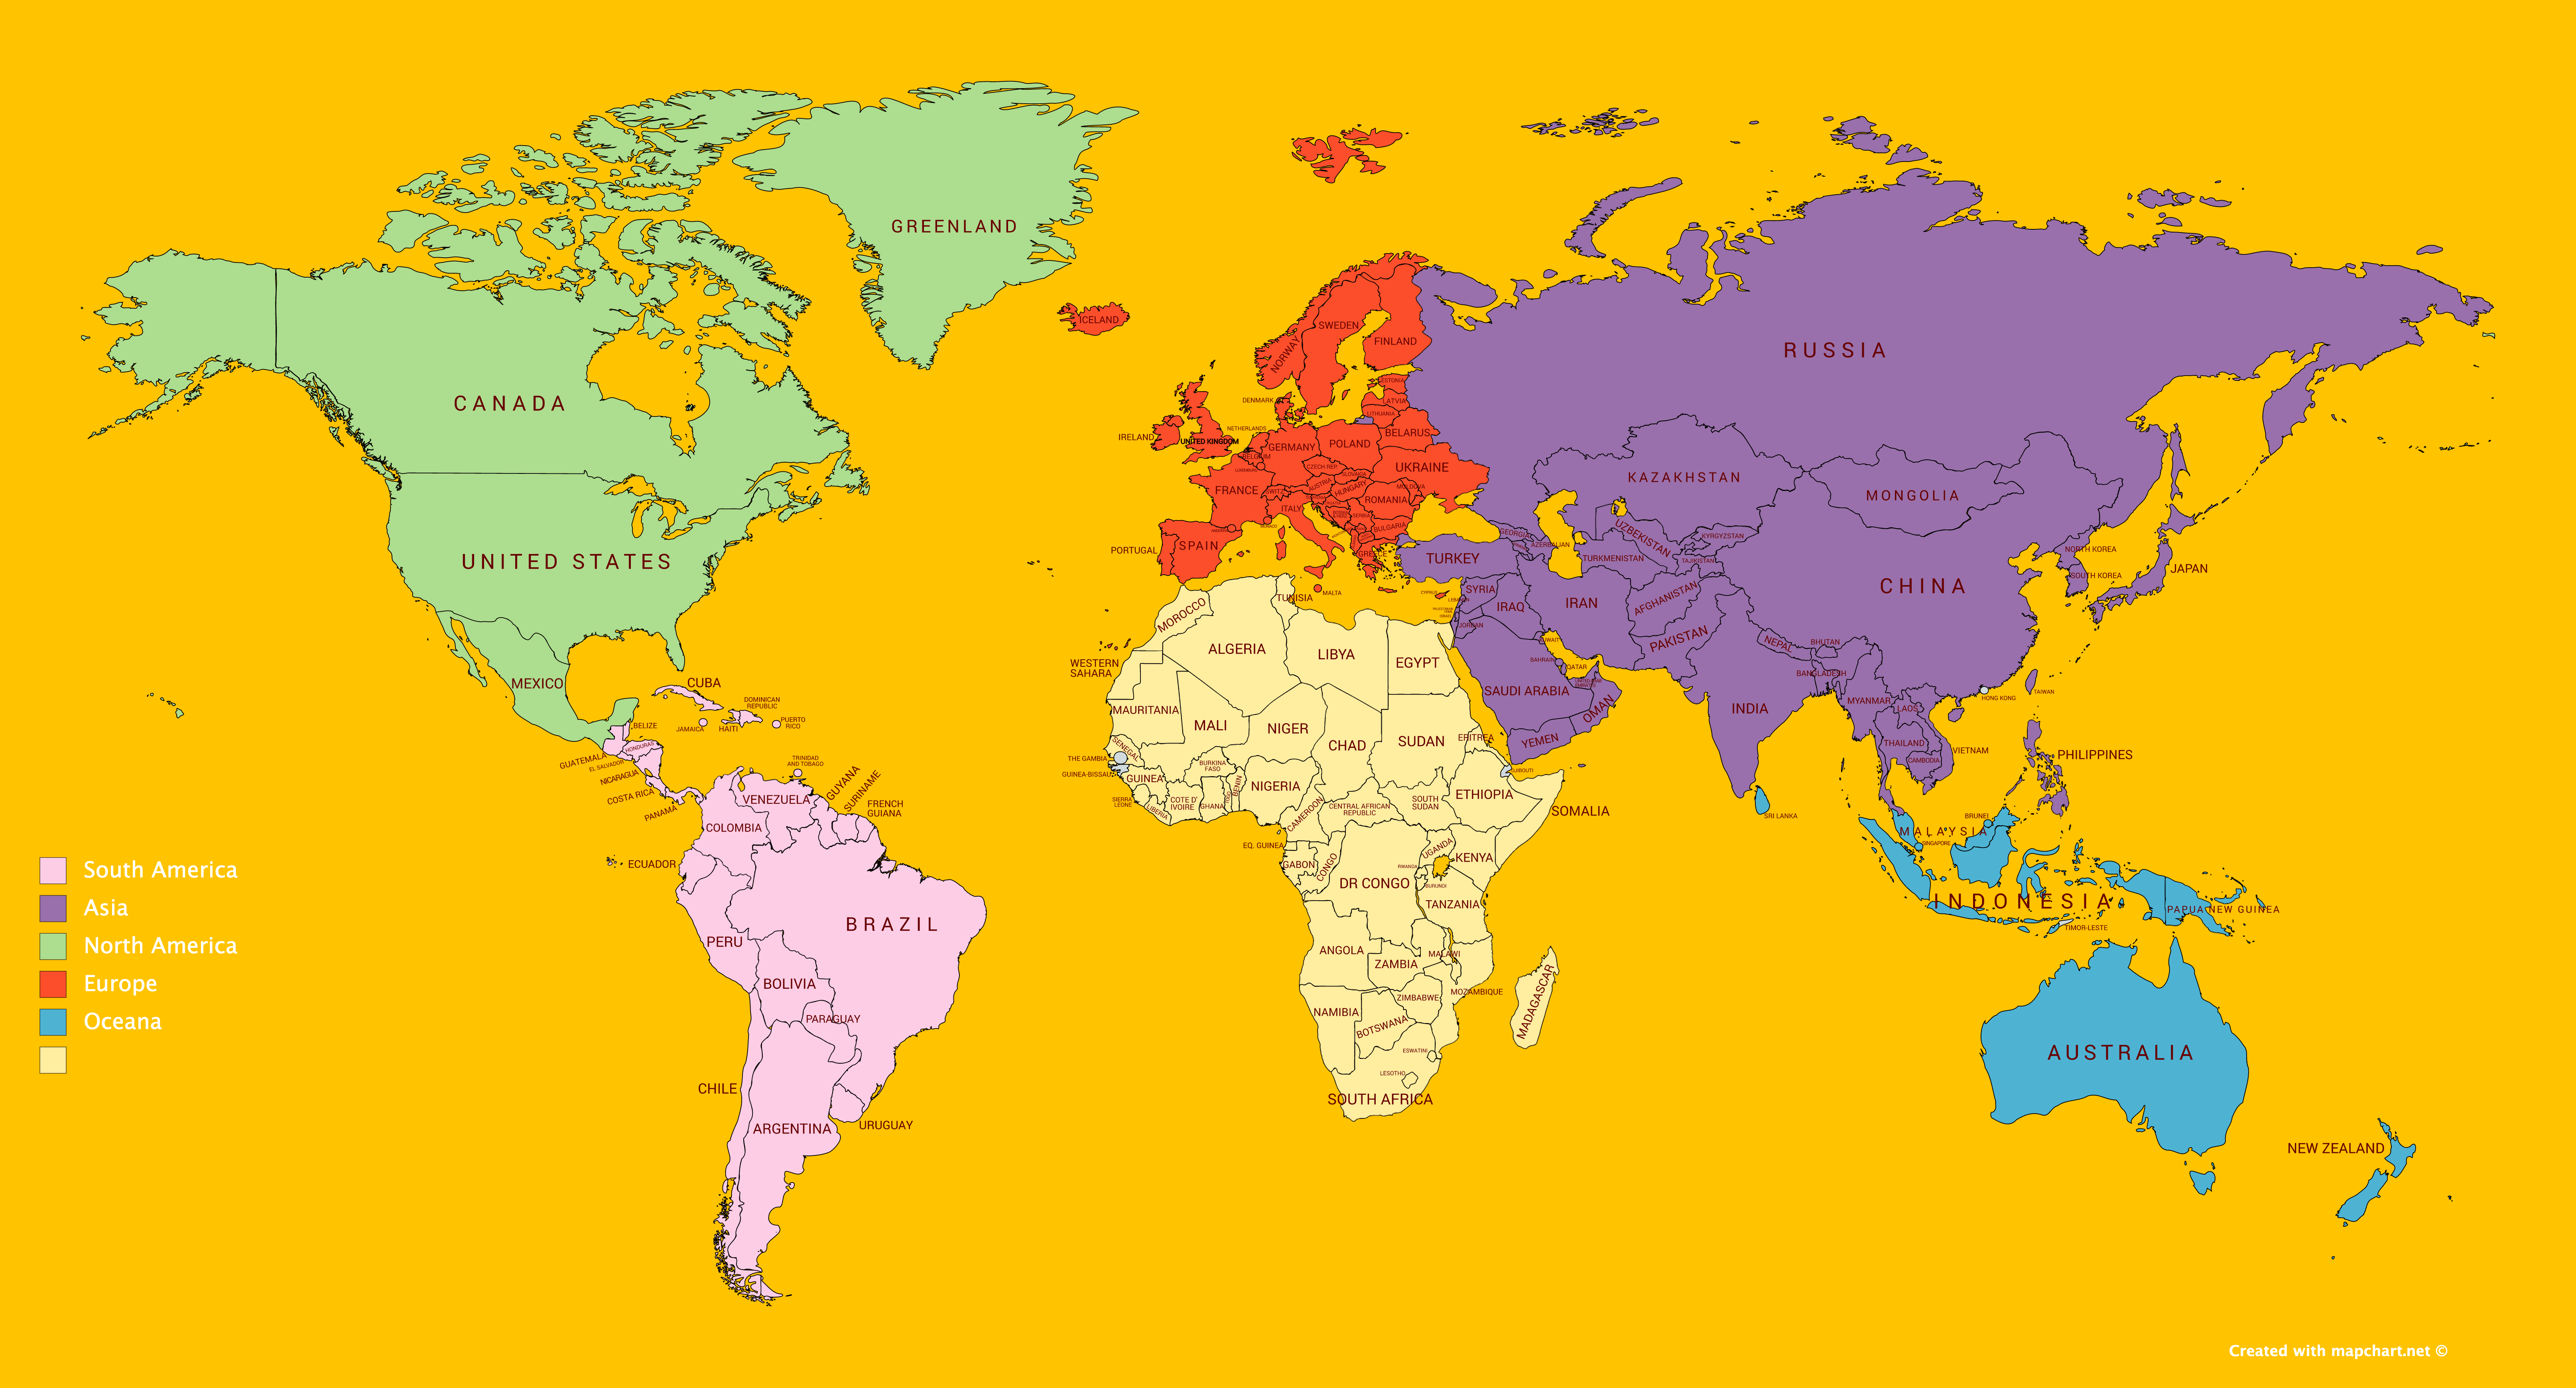 GREENLAND
ICELAND
CANADA
UNITED STATES
MEXICO
CUBA
DOMINICAN
REPUBLIC
PUERTO
RICO
JAMAICA
HAITI
BELIZE
HONDURAS
GUATEMALA
EL SALVADOR
NICARAGUA
COSTA RICA
PANAMA
TRINIDAD
AND TOBAGO
VENEZUELA
GUYANA
SURINAME
FRENCH
GUIANA
COLOMBIA
ECUADOR
BRAZIL
PERU
BOLIVIA
PARAGUAY
CHILE
ARGENTINA
URUGUAY
NORWAY
SWEDEN
FINLAND
ESTONIA
LATVIA
LITHUANIA
DENMARK
IRELAND
UNITED KINGDOM
NETHERLANDS
BELGIUM
LUXEMBOURG
GERMANY
POLAND
BELARUS
UKRAINE
CZECH REP.
SLOVAKIA
AUSTRIA
HUNGARY
MOLDOVA
ROMANIA
FRANCE
SWITZ.
ITALY
MONACO
SERBIA
BULGARIA
GREECE
PORTUGAL
SPAIN
MALTA
CYPRUS
RUSSIA
KAZAKHSTAN
MONGOLIA
UZBEKISTAN
KYRGYZSTAN
TAJIKISTAN
TURKMENISTAN
GEORGIA
AZERBAIJAN
TURKEY
SYRIA
IRAQ
IRAN
AFGHANISTAN
PAKISTAN
JORDAN
KUWAIT
BAHRAIN
QATAR
SAUDI ARABIA
OMAN
YEMEN
CHINA
NORTH KOREA
SOUTH KOREA
JAPAN
NEPAL
BHUTAN
BANGLADESH
INDIA
MYANMAR
LAOS
THAILAND
CAMBODIA
VIETNAM
HONG KONG
TAIWAN
PHILIPPINES
SRI LANKA
BRUNEI
MALAYSIA
SINGAPORE
INDONESIA
TIMOR-LESTE
PAPUA NEW GUINEA
AUSTRALIA
NEW ZEALAND
MOROCCO
TUNISIA
ALGERIA
LIBYA
EGYPT
WESTERN
SAHARA
MAURITANIA
MALI
NIGER
CHAD
SUDAN
ERITREA
DJIBOUTI
SENEGAL
THE GAMBIA
GUINEA-BISSAU
GUINEA
SIERRA
LEONE
LIBERIA
COTE D'
IVOIRE
BURKINA
FASO
GHANA
TOGO
BENIN
NIGERIA
CAMEROON
CENTRAL AFRICAN
REPUBLIC
SOUTH
SUDAN
ETHIOPIA
SOMALIA
EQ. GUINEA
GABON
CONGO
DR CONGO
UGANDA
KENYA
RWANDA
BURUNDI
TANZANIA
ANGOLA
ZAMBIA
MALAWI
MOZAMBIQUE
ZIMBABWE
NAMIBIA
BOTSWANA
MADAGASCAR
ESWATINI
LESOTHO
SOUTH AFRICA
South America
Asia
North America
Europe
Oceana
Created with mapchart.net ©